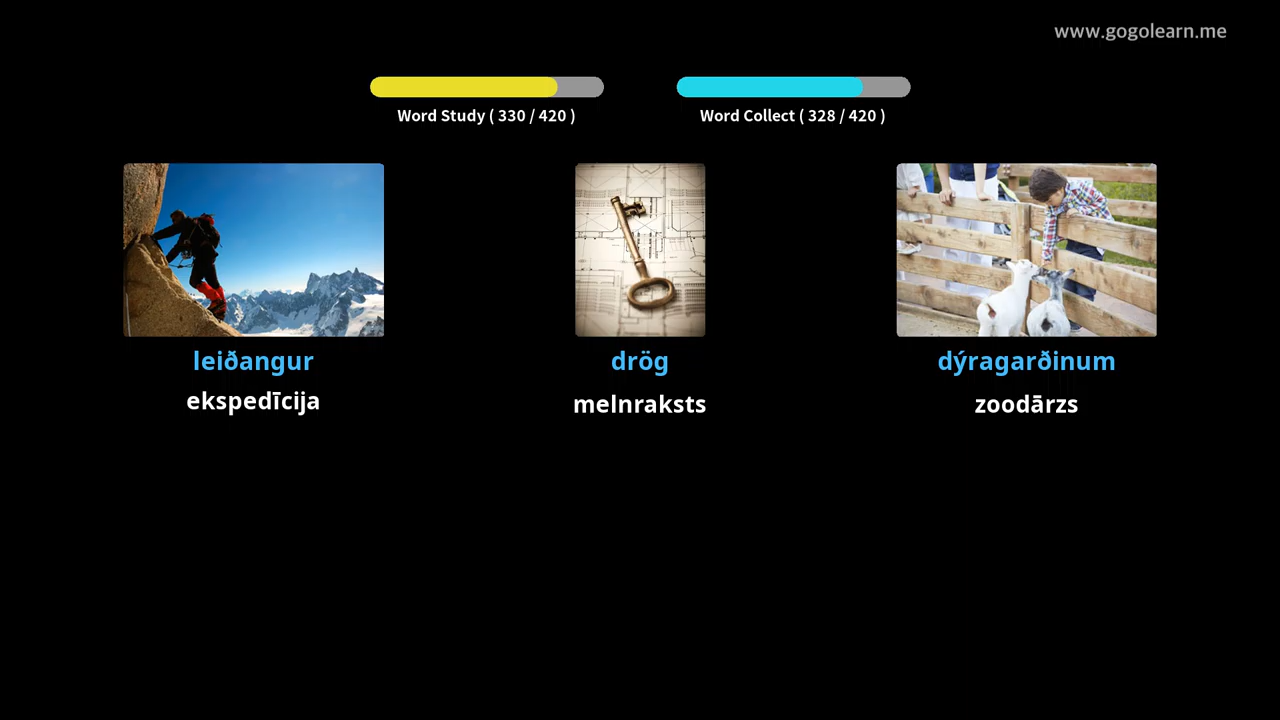 www.gogolearn.me
Word Study ( 330 / 420 )
Word Collect ( 328 / 420 )
leiðangur
ekspedīcija
drög
melnraksts
dýragarðinum
zoodārzs